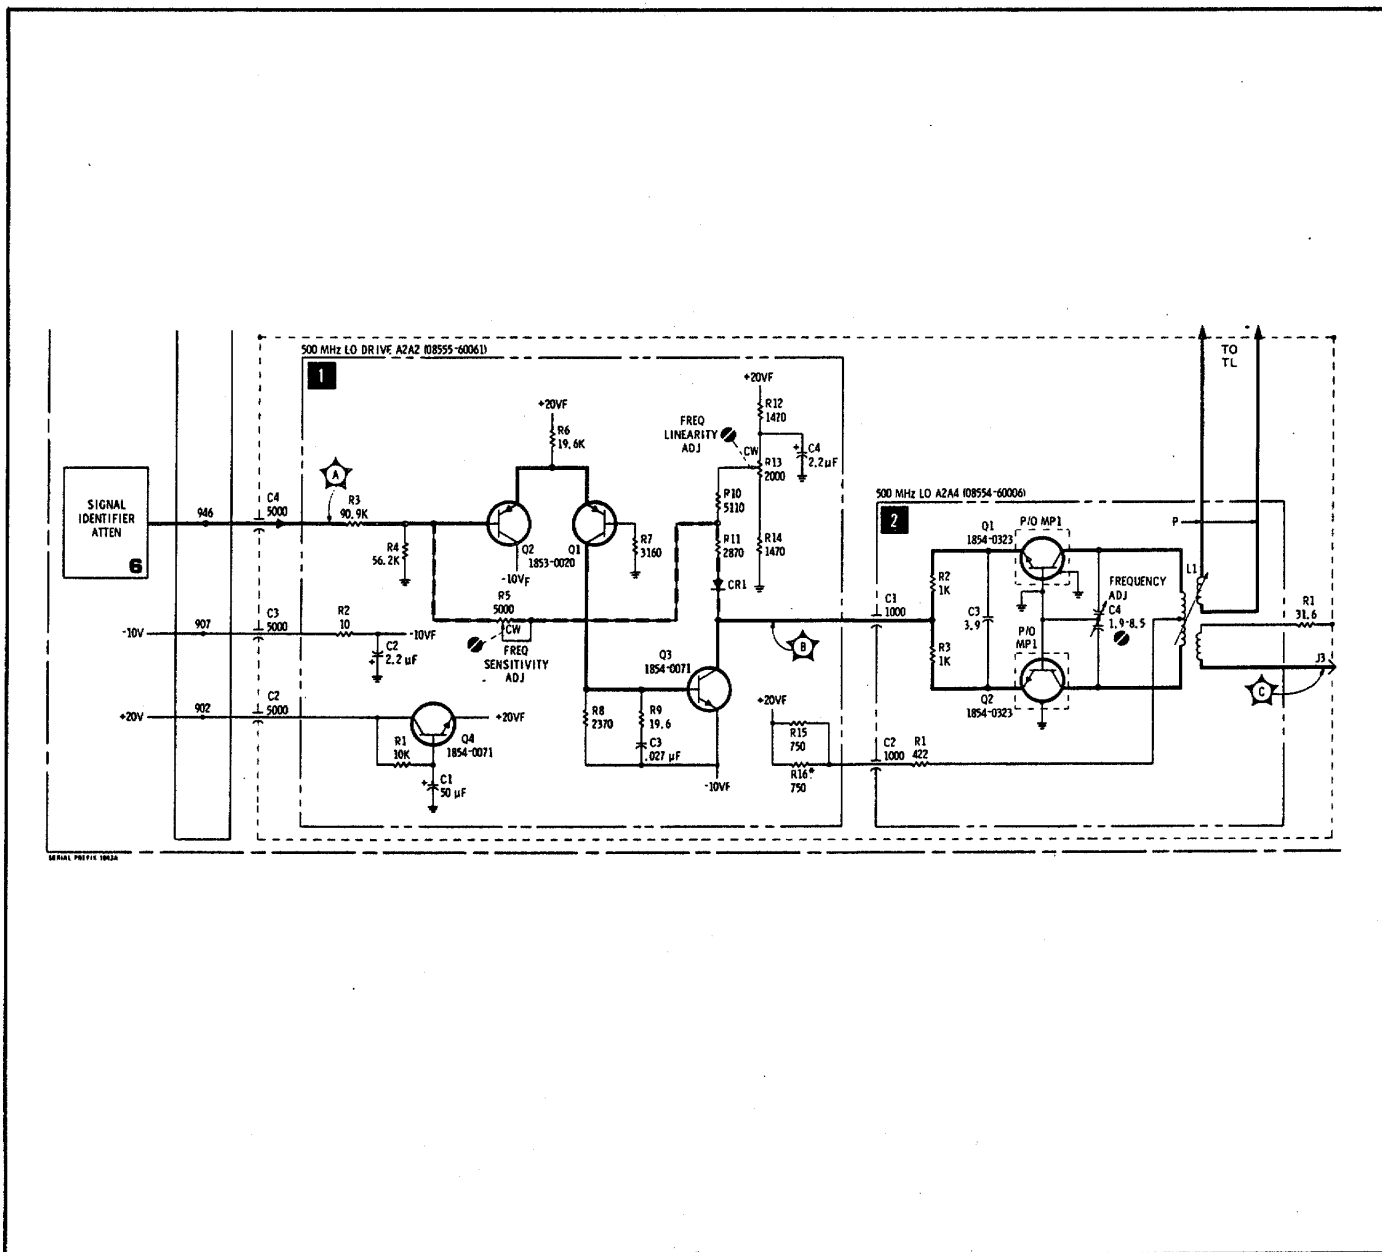 TO
TL
500 MHz LO DRIVE A2A2 (08555-60061)
1
+20VF
R12
1470
+20VF
R6
19.6K
FREQ
LINEARITY
ADJ
CW
R13
2000
+
C4
2.2µF
A
SIGNAL
IDENTIFIER
ATTEN
6
946
C4
5000
R3
90.9K
R4
56.2K
Q2
1853-0020
Q1
-10VF
R7
3160
R10
5110
R11
2870
R14
1470
CR1
500 MHz LO A2A4 (08554-60006)
2
Q1
1854-0323
P/O MP1
P
R2
1K
C3
3.9
FREQUENCY
ADJ
C4
1.9-8.5
L1
R1
31.6
R5
5000
CW
FREQ
SENSITIVITY
ADJ
C1
1000
B
R3
1K
P/O
MP1
Q2
1854-0323
J3
C
-10V
907
C3
5000
R2
10
-10VF
+
C2
2.2 µF
Q3
1854-0071
+20V
902
C2
5000
+20VF
Q4
1854-0071
R1
10K
+
C1
50 µF
R8
2370
R9
19.6
C3
.027 µF
-10VF
+20VF
R15
750
R16*
750
C2
1000
R1
422